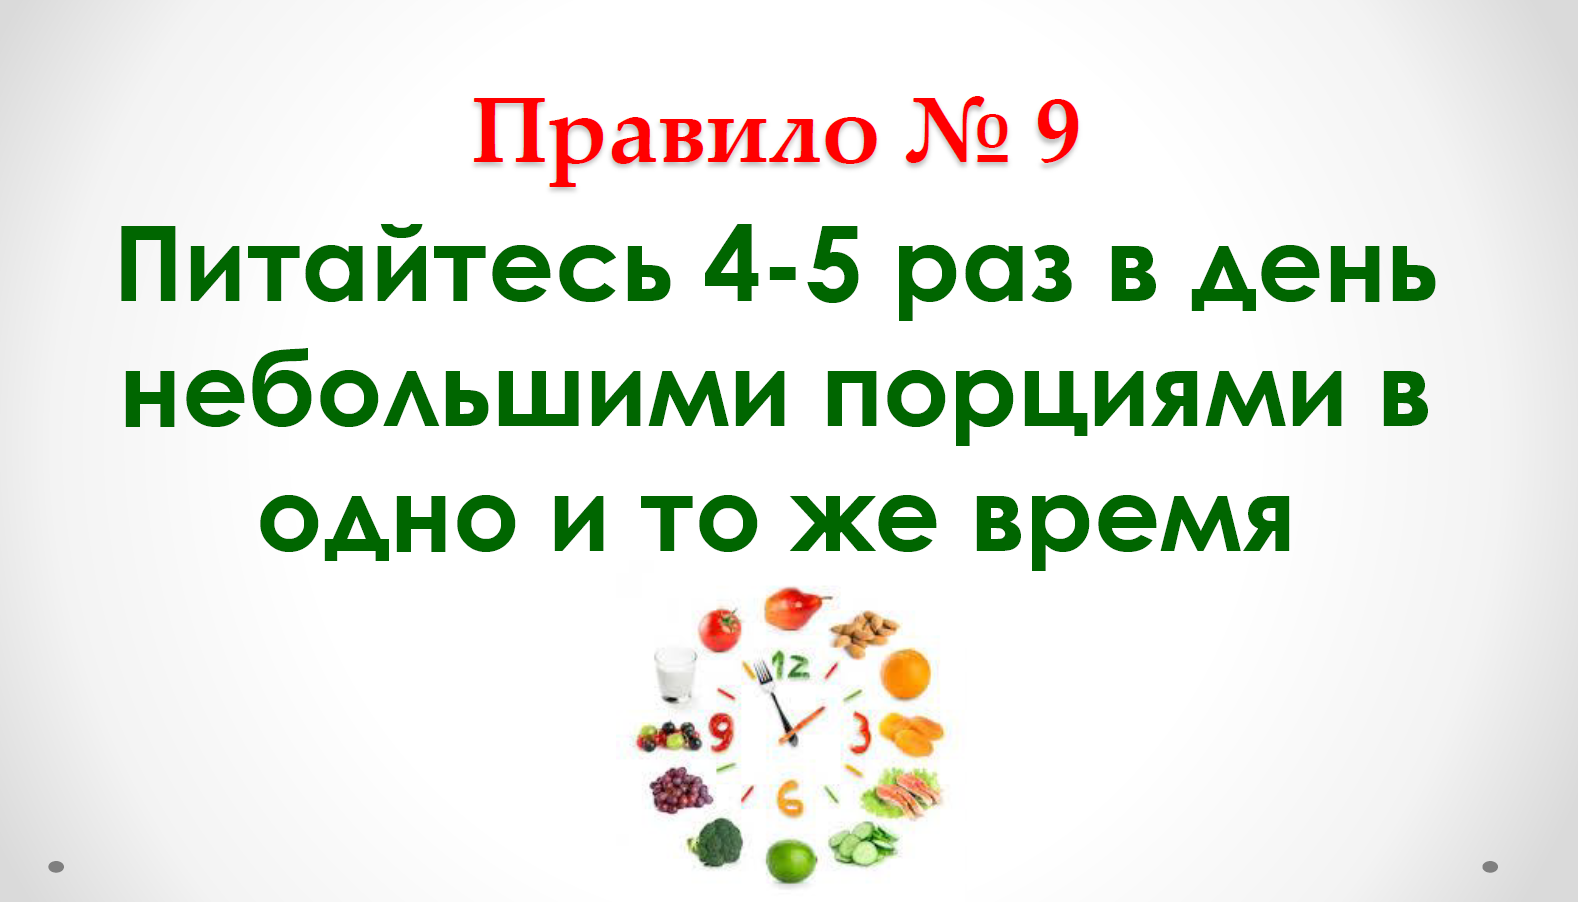 Правило № 9
Питайтесь 4-5 раз в день
небольшими порциями в
одно и то же время
12
9
3
6